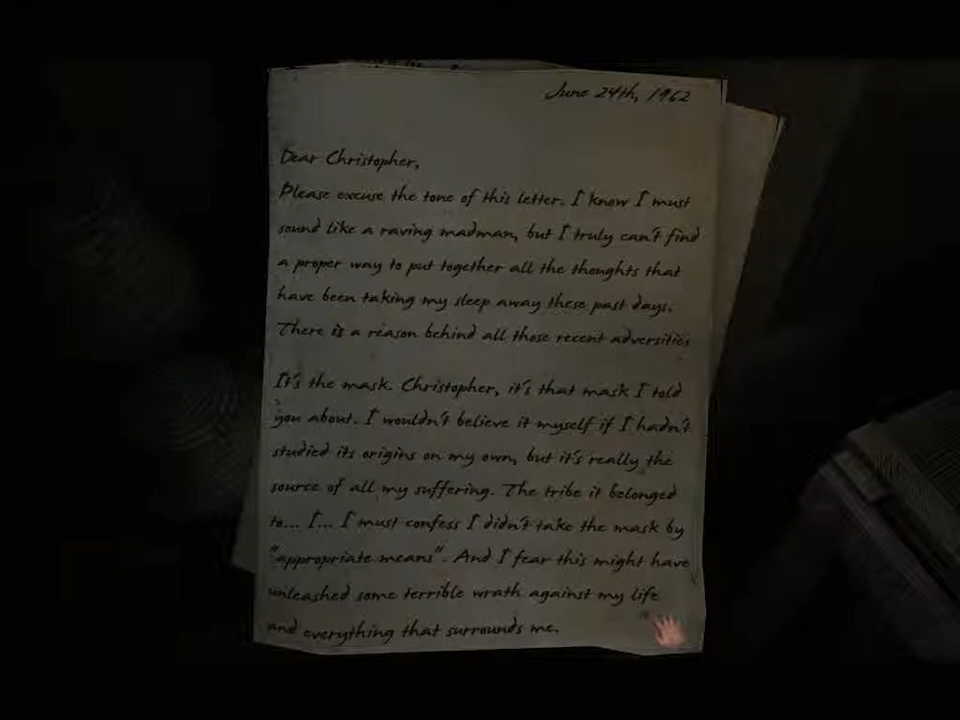 June 24th, 1962
Dear Christopher,
Please excuse the tone of this letter. I know I must
sound like a raving madman, but I truly can't find
a proper way to put together all the thoughts that
have been taking my sleep away these past days.
There is a reason behind all those recent adversities
It's the mask. Christopher, it's that mask I told
you about. I wouldn't believe it myself if I hadn't
studied its origins on my own, but it's really the
source of all my suffering. The tribe it belonged
to... I... I must confess I didn't take the mask by
"appropriate means". And I fear this might have
unleashed some terrible wrath against my life
and everything that surrounds me.